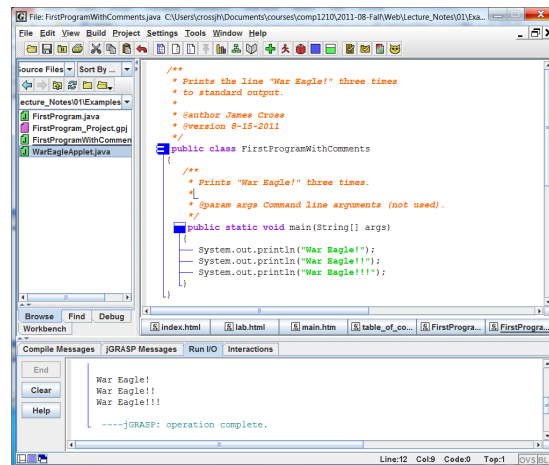 File: FirstProgramWithComments.java C:\Users\crossjh\Documents\courses\comp1210\2011-08-Fall\Web\Lecture_Notes\01\Exa...
File Edit View Build Project Settings Tools Window Help
Source Files Sort By ...
ecture_Notes\01\Examples
FirstProgram.java
FirstProgram_Project.gpj
FirstProgramWithCommen
WarEagleApplet.java
Browse Find Debug
Workbench
/**
* Prints the line "War Eagle!" three times
* to standard output.
*
* @author James Cross
* @version 8-15-2011
*/
public class FirstProgramWithComments
{
/**
* Prints "War Eagle!" three times.
*
* @param args Command line arguments (not used).
*/
public static void main(String[] args)
{
System.out.println("War Eagle!");
System.out.println("War Eagle!!");
System.out.println("War Eagle!!!");
}
}
index.html lab.html main.htm table_of_co... FirstProgra... FirstProgra...
Compile Messages jGRASP Messages Run I/O Interactions
End
Clear
Help
War Eagle!
War Eagle!!
War Eagle!!!
----jGRASP: operation complete.
Line:12 Col:9 Code:0 Top:1 OVS BL